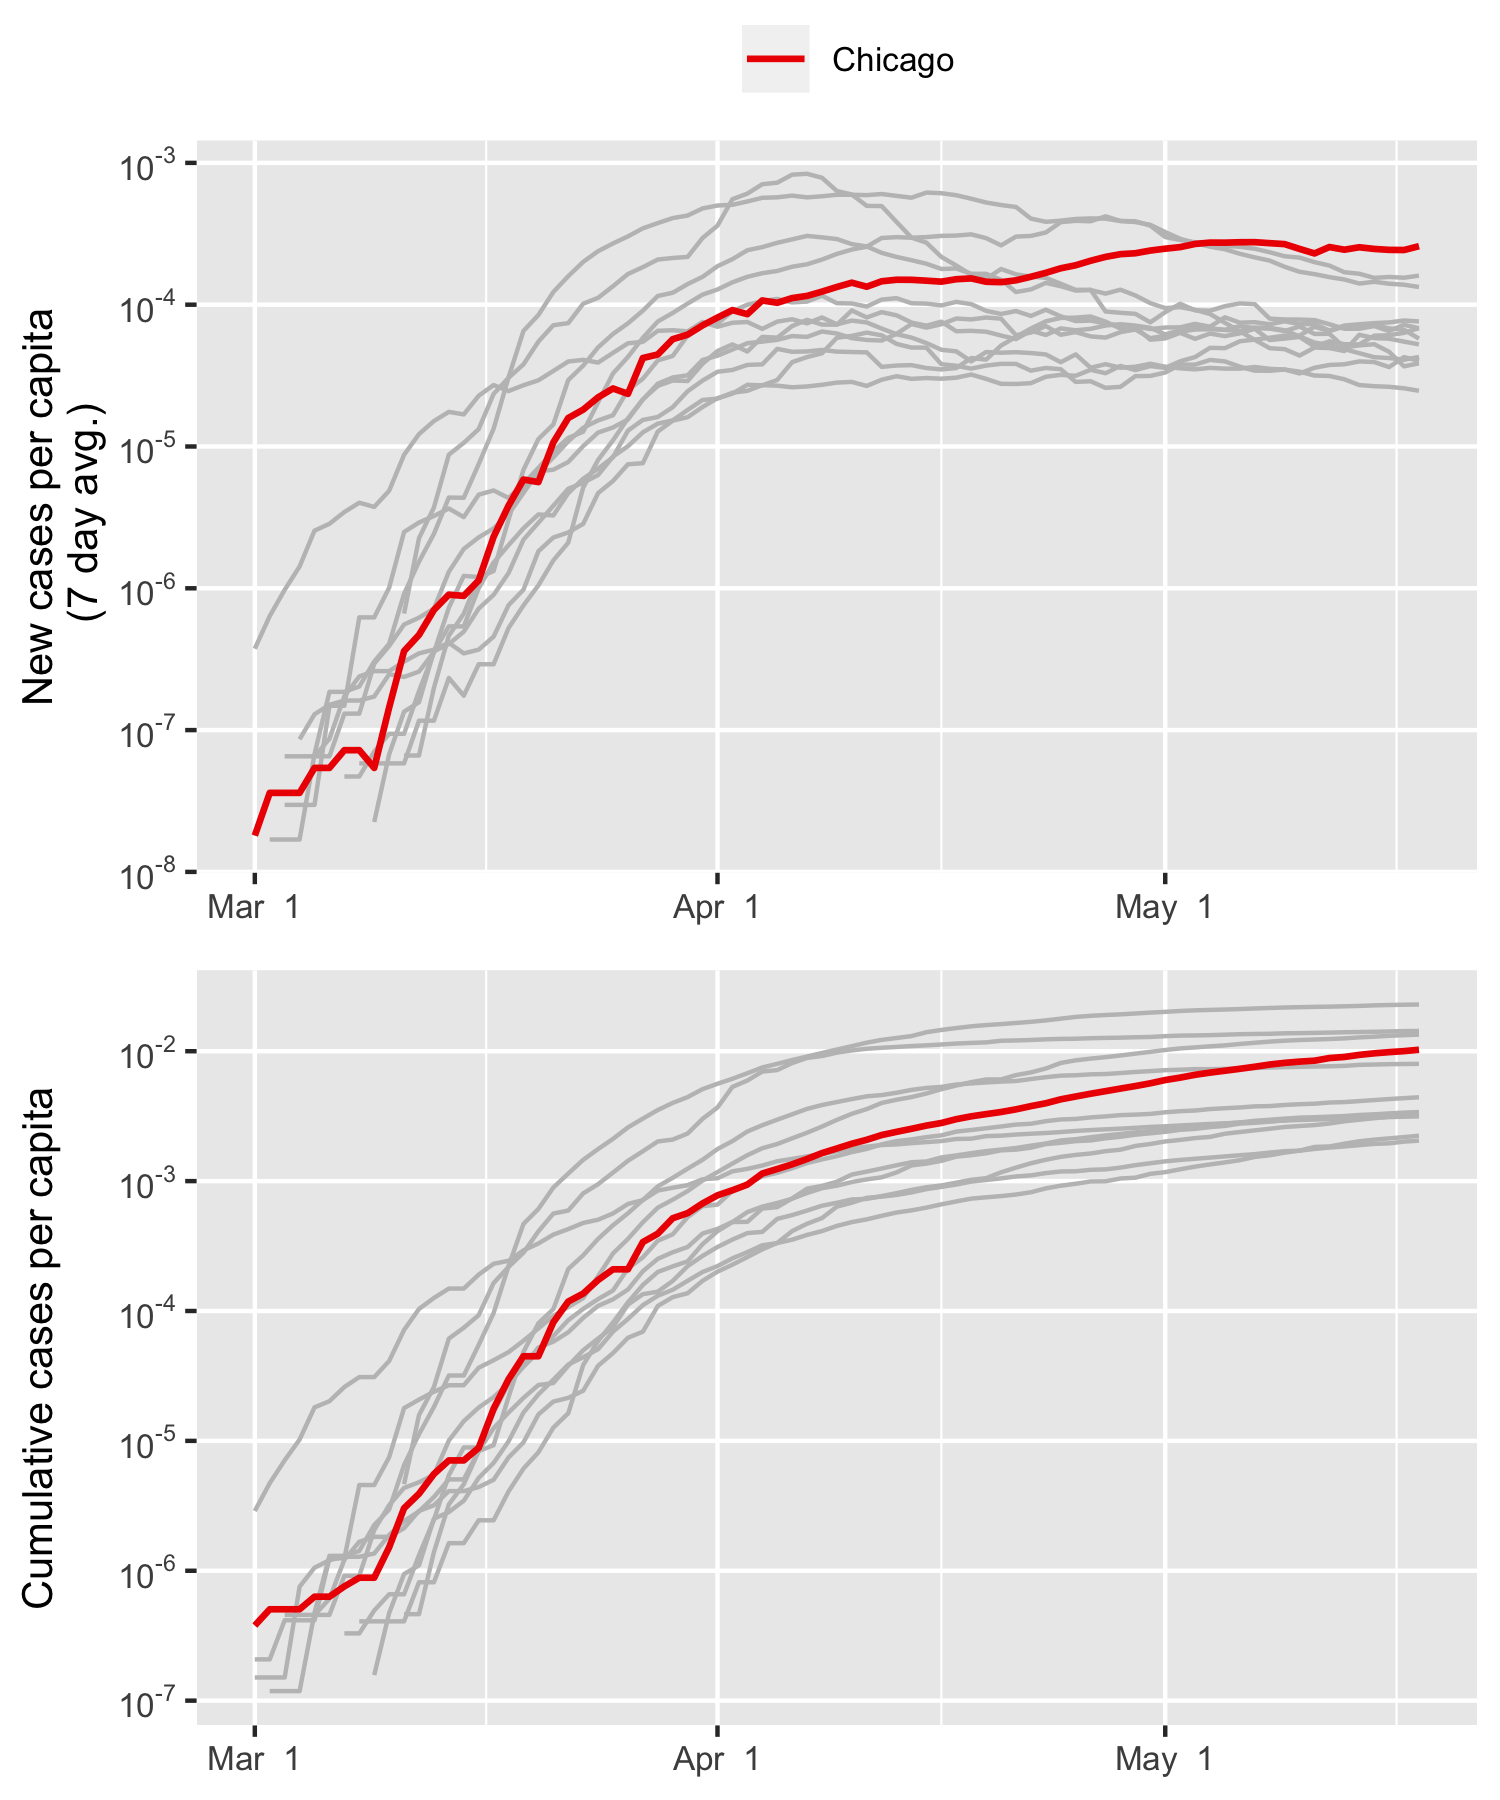 Chicago
New cases per capita
(7 day avg.)
10^-3
10^-4
10^-5
10^-6
10^-7
10^-8
Mar 1 Apr 1 May 1
Cumulative cases per capita
10^-2
10^-3
10^-4
10^-5
10^-6
10^-7
Mar 1 Apr 1 May 1